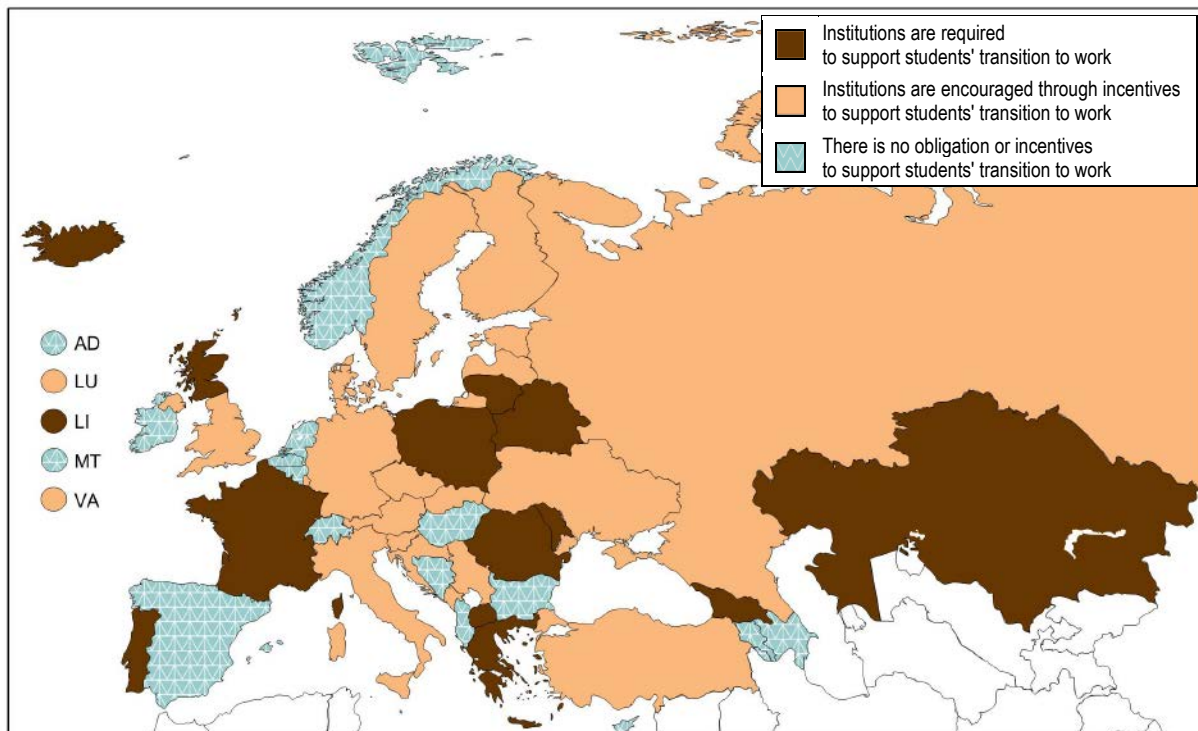 Institutions are required
to support students' transition to work
Institutions are encouraged through incentives
to support students' transition to work
There is no obligation or incentives
to support students' transition to work
AD
LU
LI
MT
VA